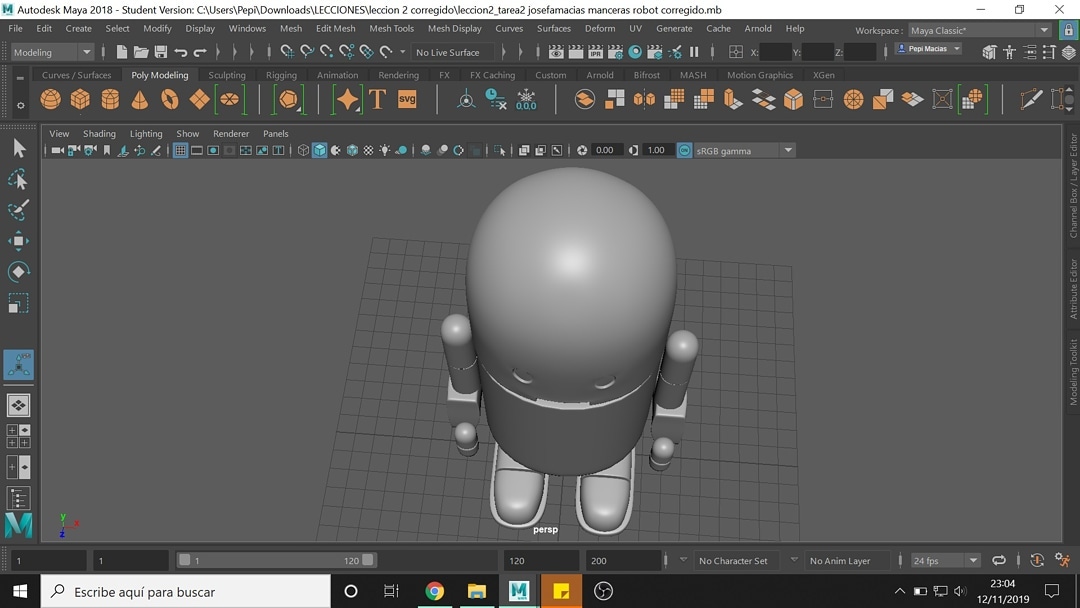 Autodesk Maya 2018 - Student Version: C:\Users\Pepi\Downloads\LECCIONES\leccion 2 corregido\leccion2_tarea2 josefamacias manceras robot corregido.mb
File Edit Create Select Modify Display Windows Mesh Edit Mesh Mesh Tools Mesh Display Curves Surfaces Deform UV Generate Cache Arnold Help Workspace : Maya Classic*
Modeling No Live Surface IPR X: Y: Z: Pepi Macias
Curves / Surfaces Poly Modeling Sculpting Rigging Animation Rendering FX FX Caching Custom Arnold Bifrost MASH Motion Graphics XGen
T SVG 0,0,0
View Shading Lighting Show Renderer Panels
0.00 1.00 ON sRGB gamma
Channel Box / Layer Editor
Attribute Editor
Modeling Toolkit
y x
z
persp
1 1 1 120 120 200 No Character Set No Anim Layer 24 fps
Escribe aquí para buscar
23:04
12/11/2019